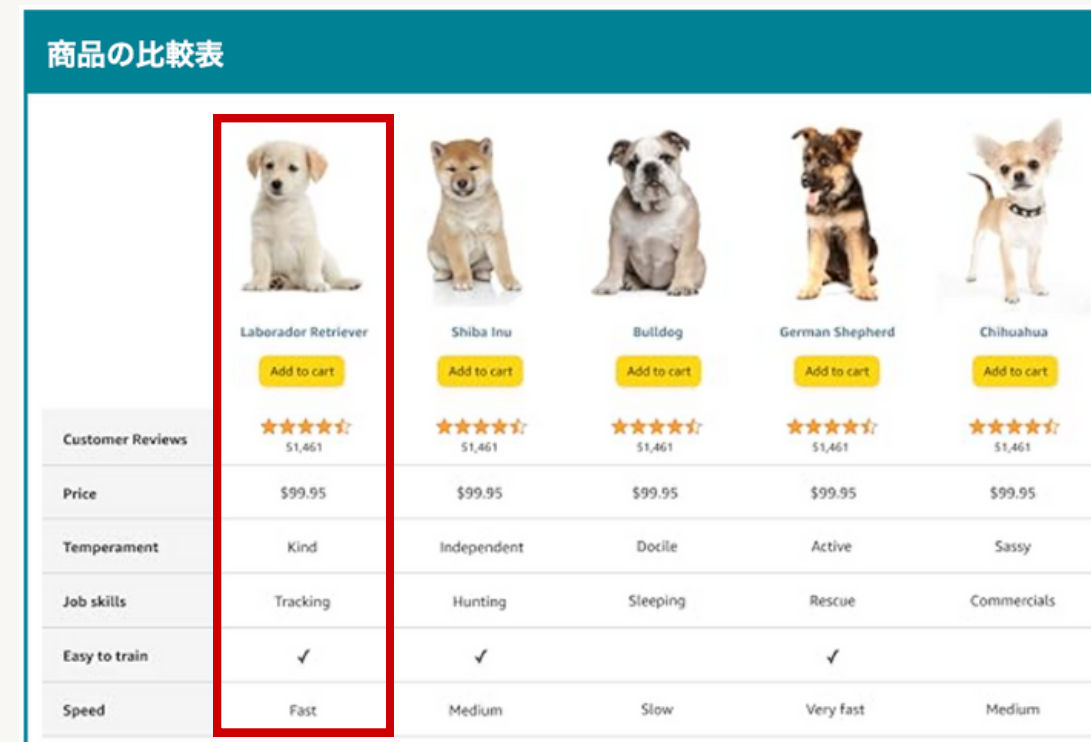 商品の比較表
Laborador Retriever Shiba Inu Bulldog German Shepherd Chihuahua
Add to cart Add to cart Add to cart Add to cart Add to cart
Customer Reviews 51,461 51,461 51,461 51,461 51,461
Price $99.95 $99.95 $99.95 $99.95 $99.95
Temperament Kind Independent Docile Active Sassy
Job skills Tracking Hunting Sleeping Rescue Commercials
Easy to train ✓ ✓ ✓
Speed Fast Medium Slow Very fast Medium